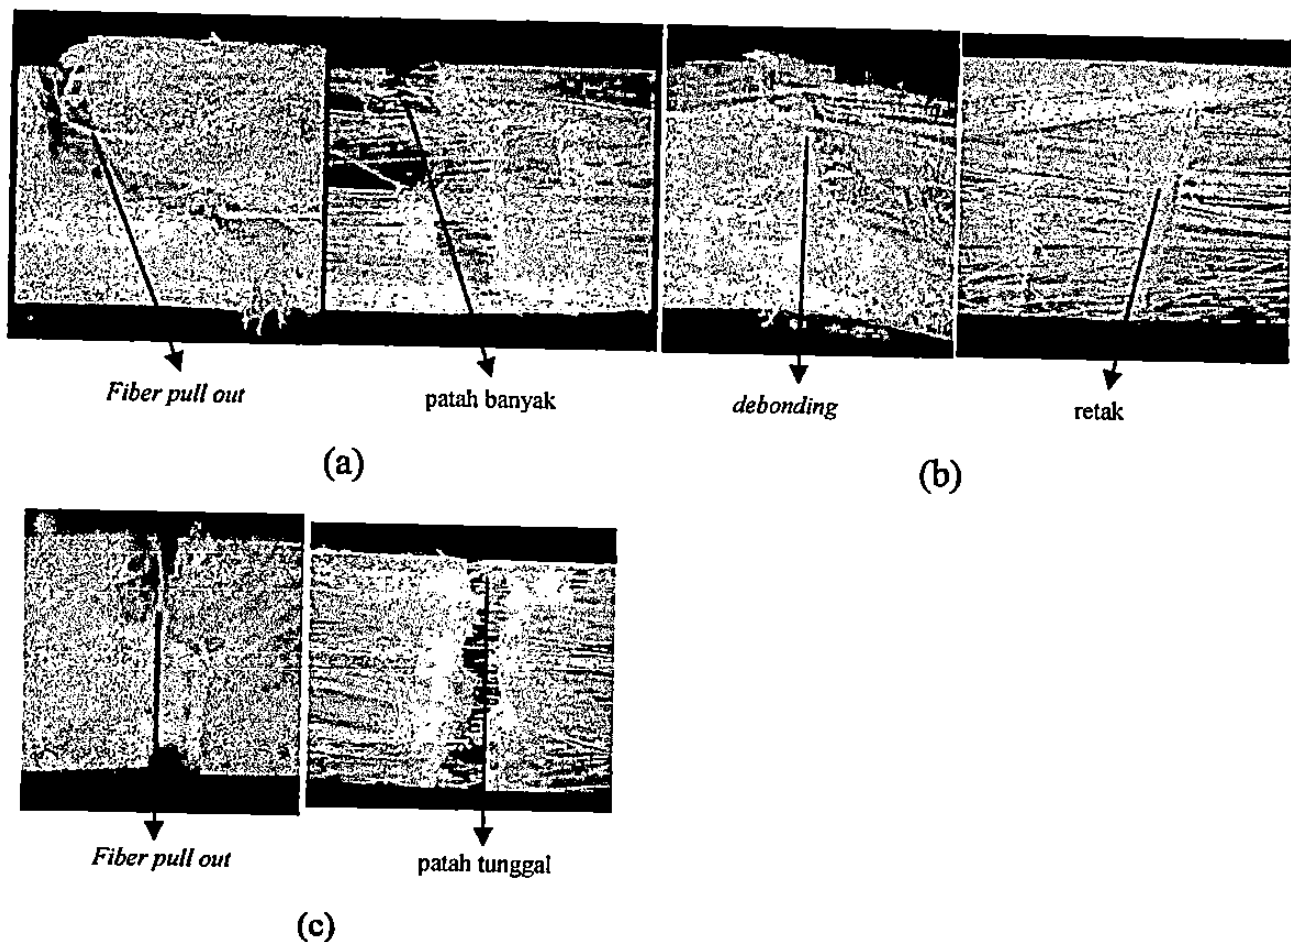 Fiber pull out
patah banyak
debonding
retak
(a)
(b)
Fiber pull out
patah tunggal
(c)